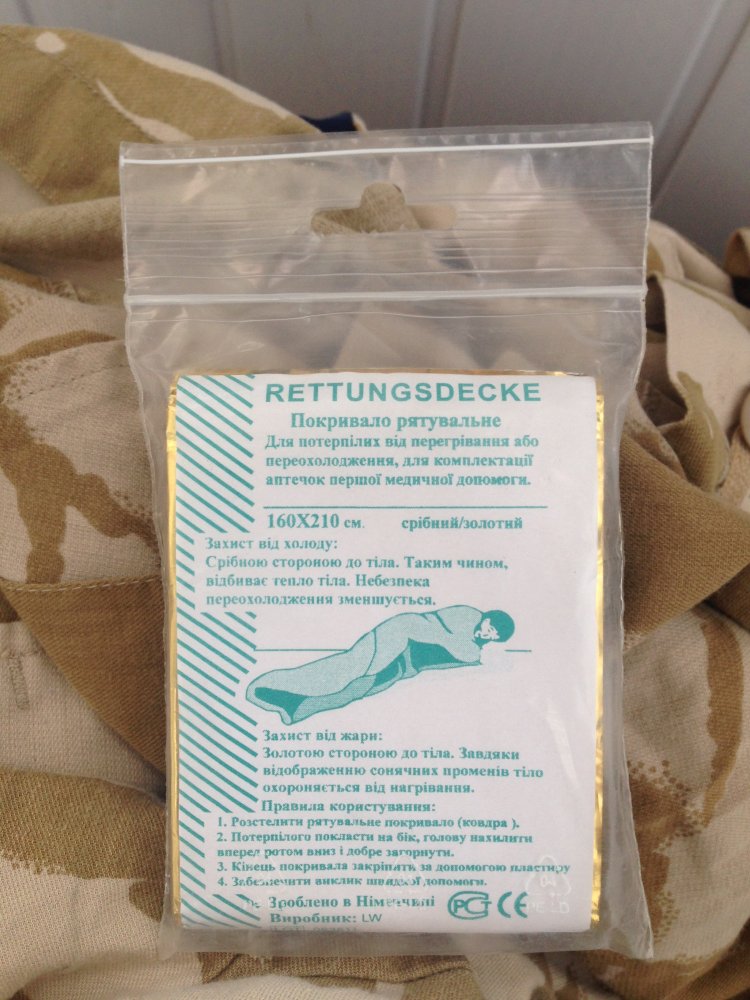 RETTUNGSDECKE
Покривало рятувальне
Для потерпілих від перегрівання або
переохолодження, для комплектації
аптечок першої медичної допомоги.
160X210 см. срібний/золотий
Захист від холоду:
Срібною стороною до тіла. Таким чином,
відбиває тепло тіла. Небезпека
переохолодження зменшується.
Захист від жари:
Золотою стороною до тіла. Завдяки
відображенню сонячних променів тіло
охороняється від нагрівання.
Правила користування:
1. Розстелити рятувальне покривало (ковдра ).
2. Потерпілого покласти на бік, голову нахилити
вперед ротом вниз і добре загорнути.
3. Кінець покривала закріпати за допомогою пластиру
4. Забезпечити виклик швидкої допомоги.
Зроблено в Німеччині
Виробник: LW
РСТ CE
04